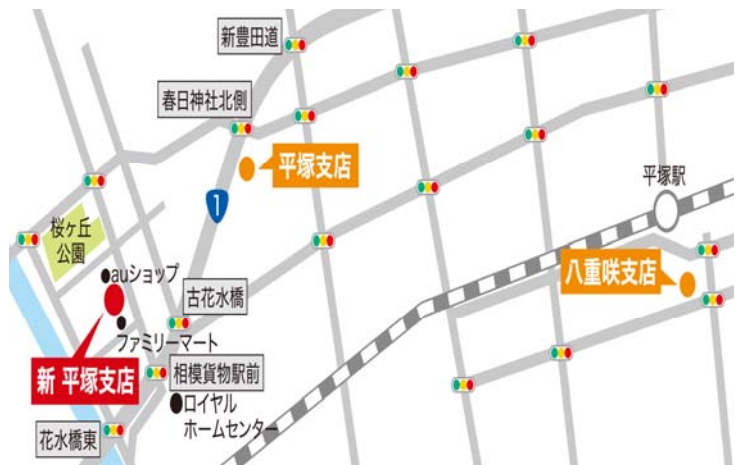 新豊田道
春日神社北側
平塚支店
平塚駅
1
桜ヶ丘
公園
auショップ
八重咲支店
古花水橋
ファミリーマート
新 平塚支店
相模貨物駅前
ロイヤル
ホームセンター
花水橋東